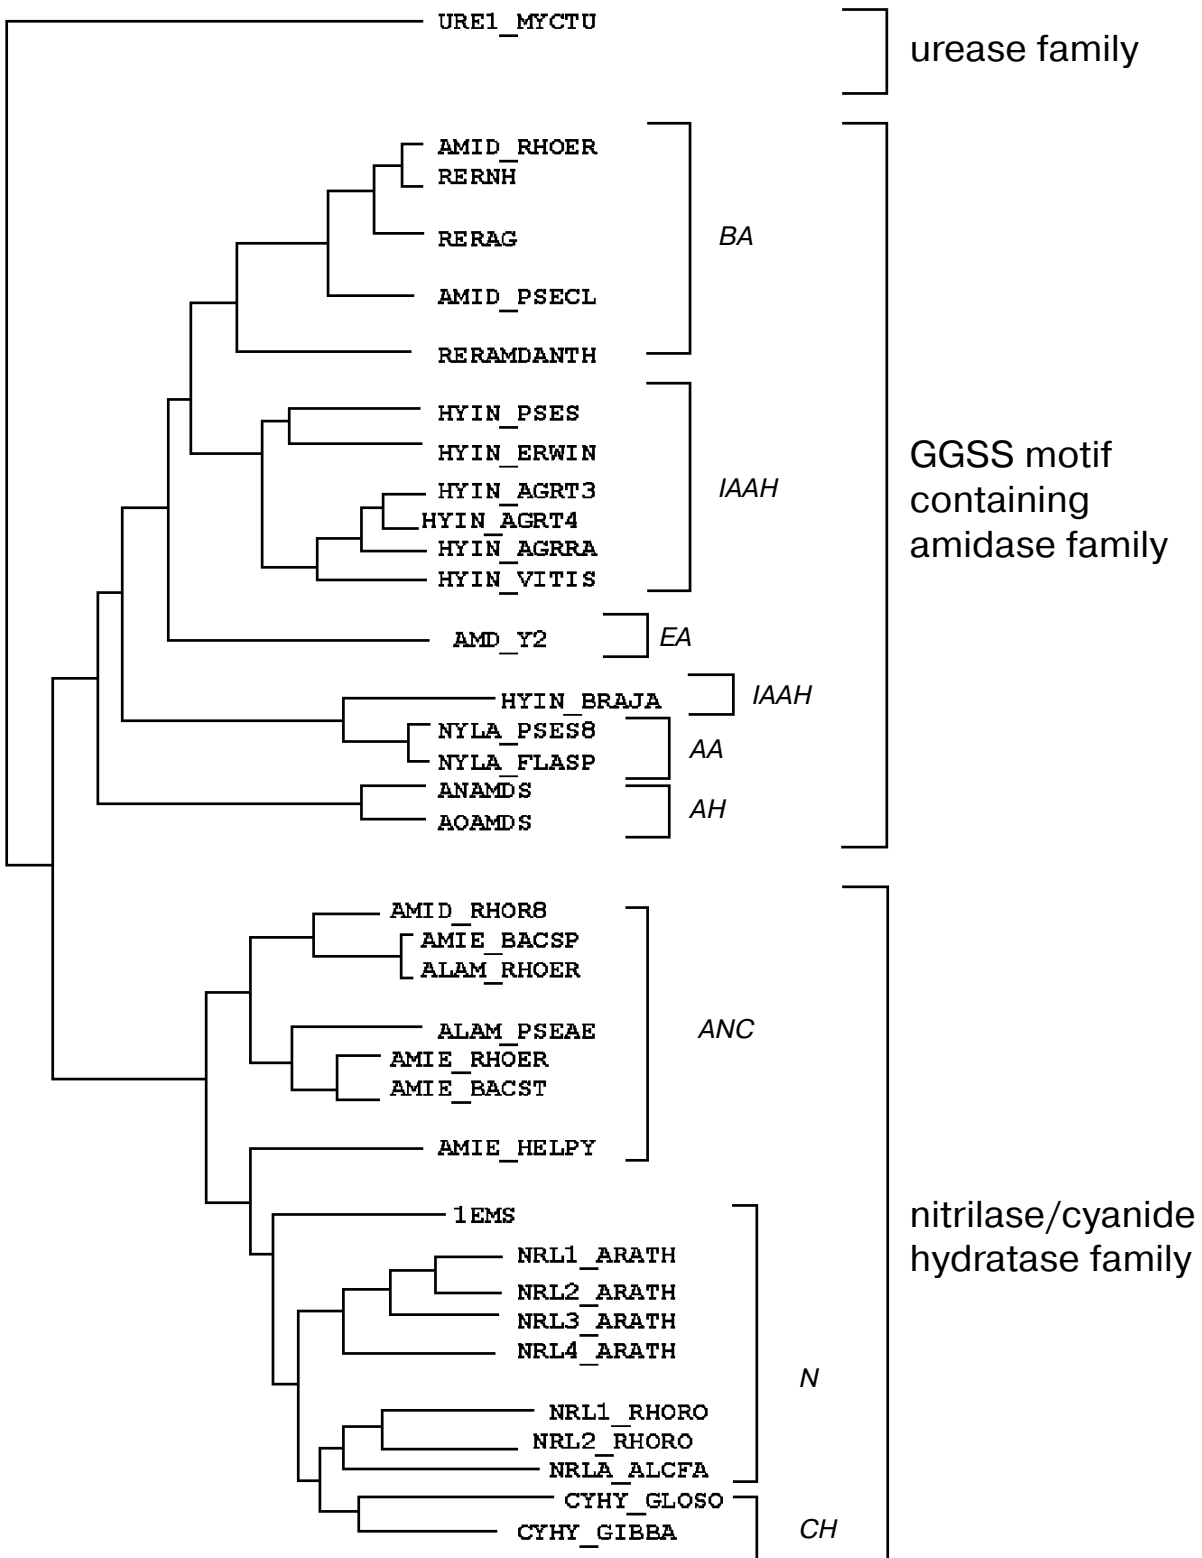 URE1_MYCTU
urease family
AMID_RHOER
RERNH
RERAG
BA
AMID_PSECL
RERAMDANTH
HYIN_PSES
HYIN_ERWIN
HYIN_AGRT3
IAAH
HYIN_AGRT4
HYIN_AGRRA
HYIN_VITIS
GGSS motif
containing
amidase family
AMD_Y2
EA
HYIN_BRAJA
IAAH
NYLA_PSES8
AA
NYLA_FLASP
ANAMDS
AH
AOAMDS
AMID_RHOR8
AMIE_BACSP
ALAM_RHOER
ALAM_PSEAE
ANC
AMIE_RHOER
AMIE_BACST
AMIE_HELPY
1EMS
nitrilase/cyanide
hydratase family
NRL1_ARATH
NRL2_ARATH
NRL3_ARATH
NRL4_ARATH
N
NRL1_RHORO
NRL2_RHORO
NRLA_ALCFA
CYHY_GLOSO
CYHY_GIBBA
CH